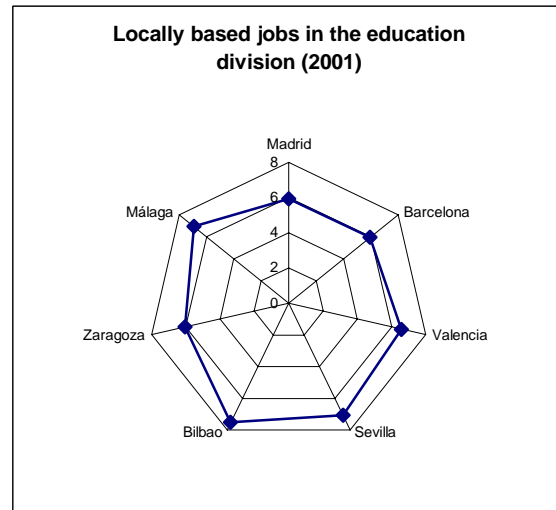 Locally based jobs in the education
division (2001)
Madrid
8
Málaga
Barcelona
6
4
2
0
Zaragoza
Valencia
Bilbao
Sevilla